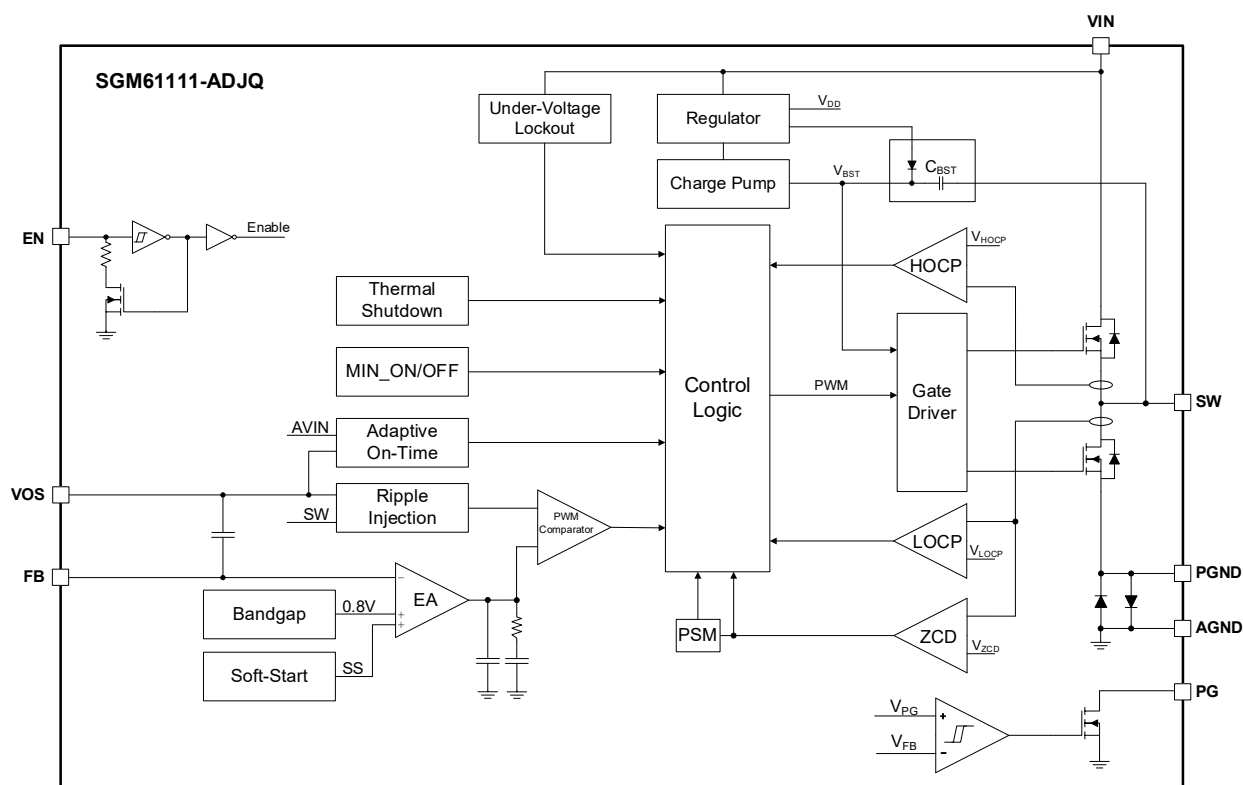 VIN
SGM61111-ADJQ
Under-Voltage
Lockout
Regulator
VDD
Charge Pump
VBST
CBST
EN
Enable
VHOCP
HOCP
Thermal
Shutdown
MIN_ON/OFF
Control
Logic
PWM
Gate
Driver
SW
AVIN
Adaptive
On-Time
VOS
SW
Ripple
Injection
PWM
Comparator
LOCP
VLOCP
FB
EA
Bandgap
0.8V
Soft-Start
SS
PSM
ZCD
VZCD
PGND
AGND
PG
VPG
VFB